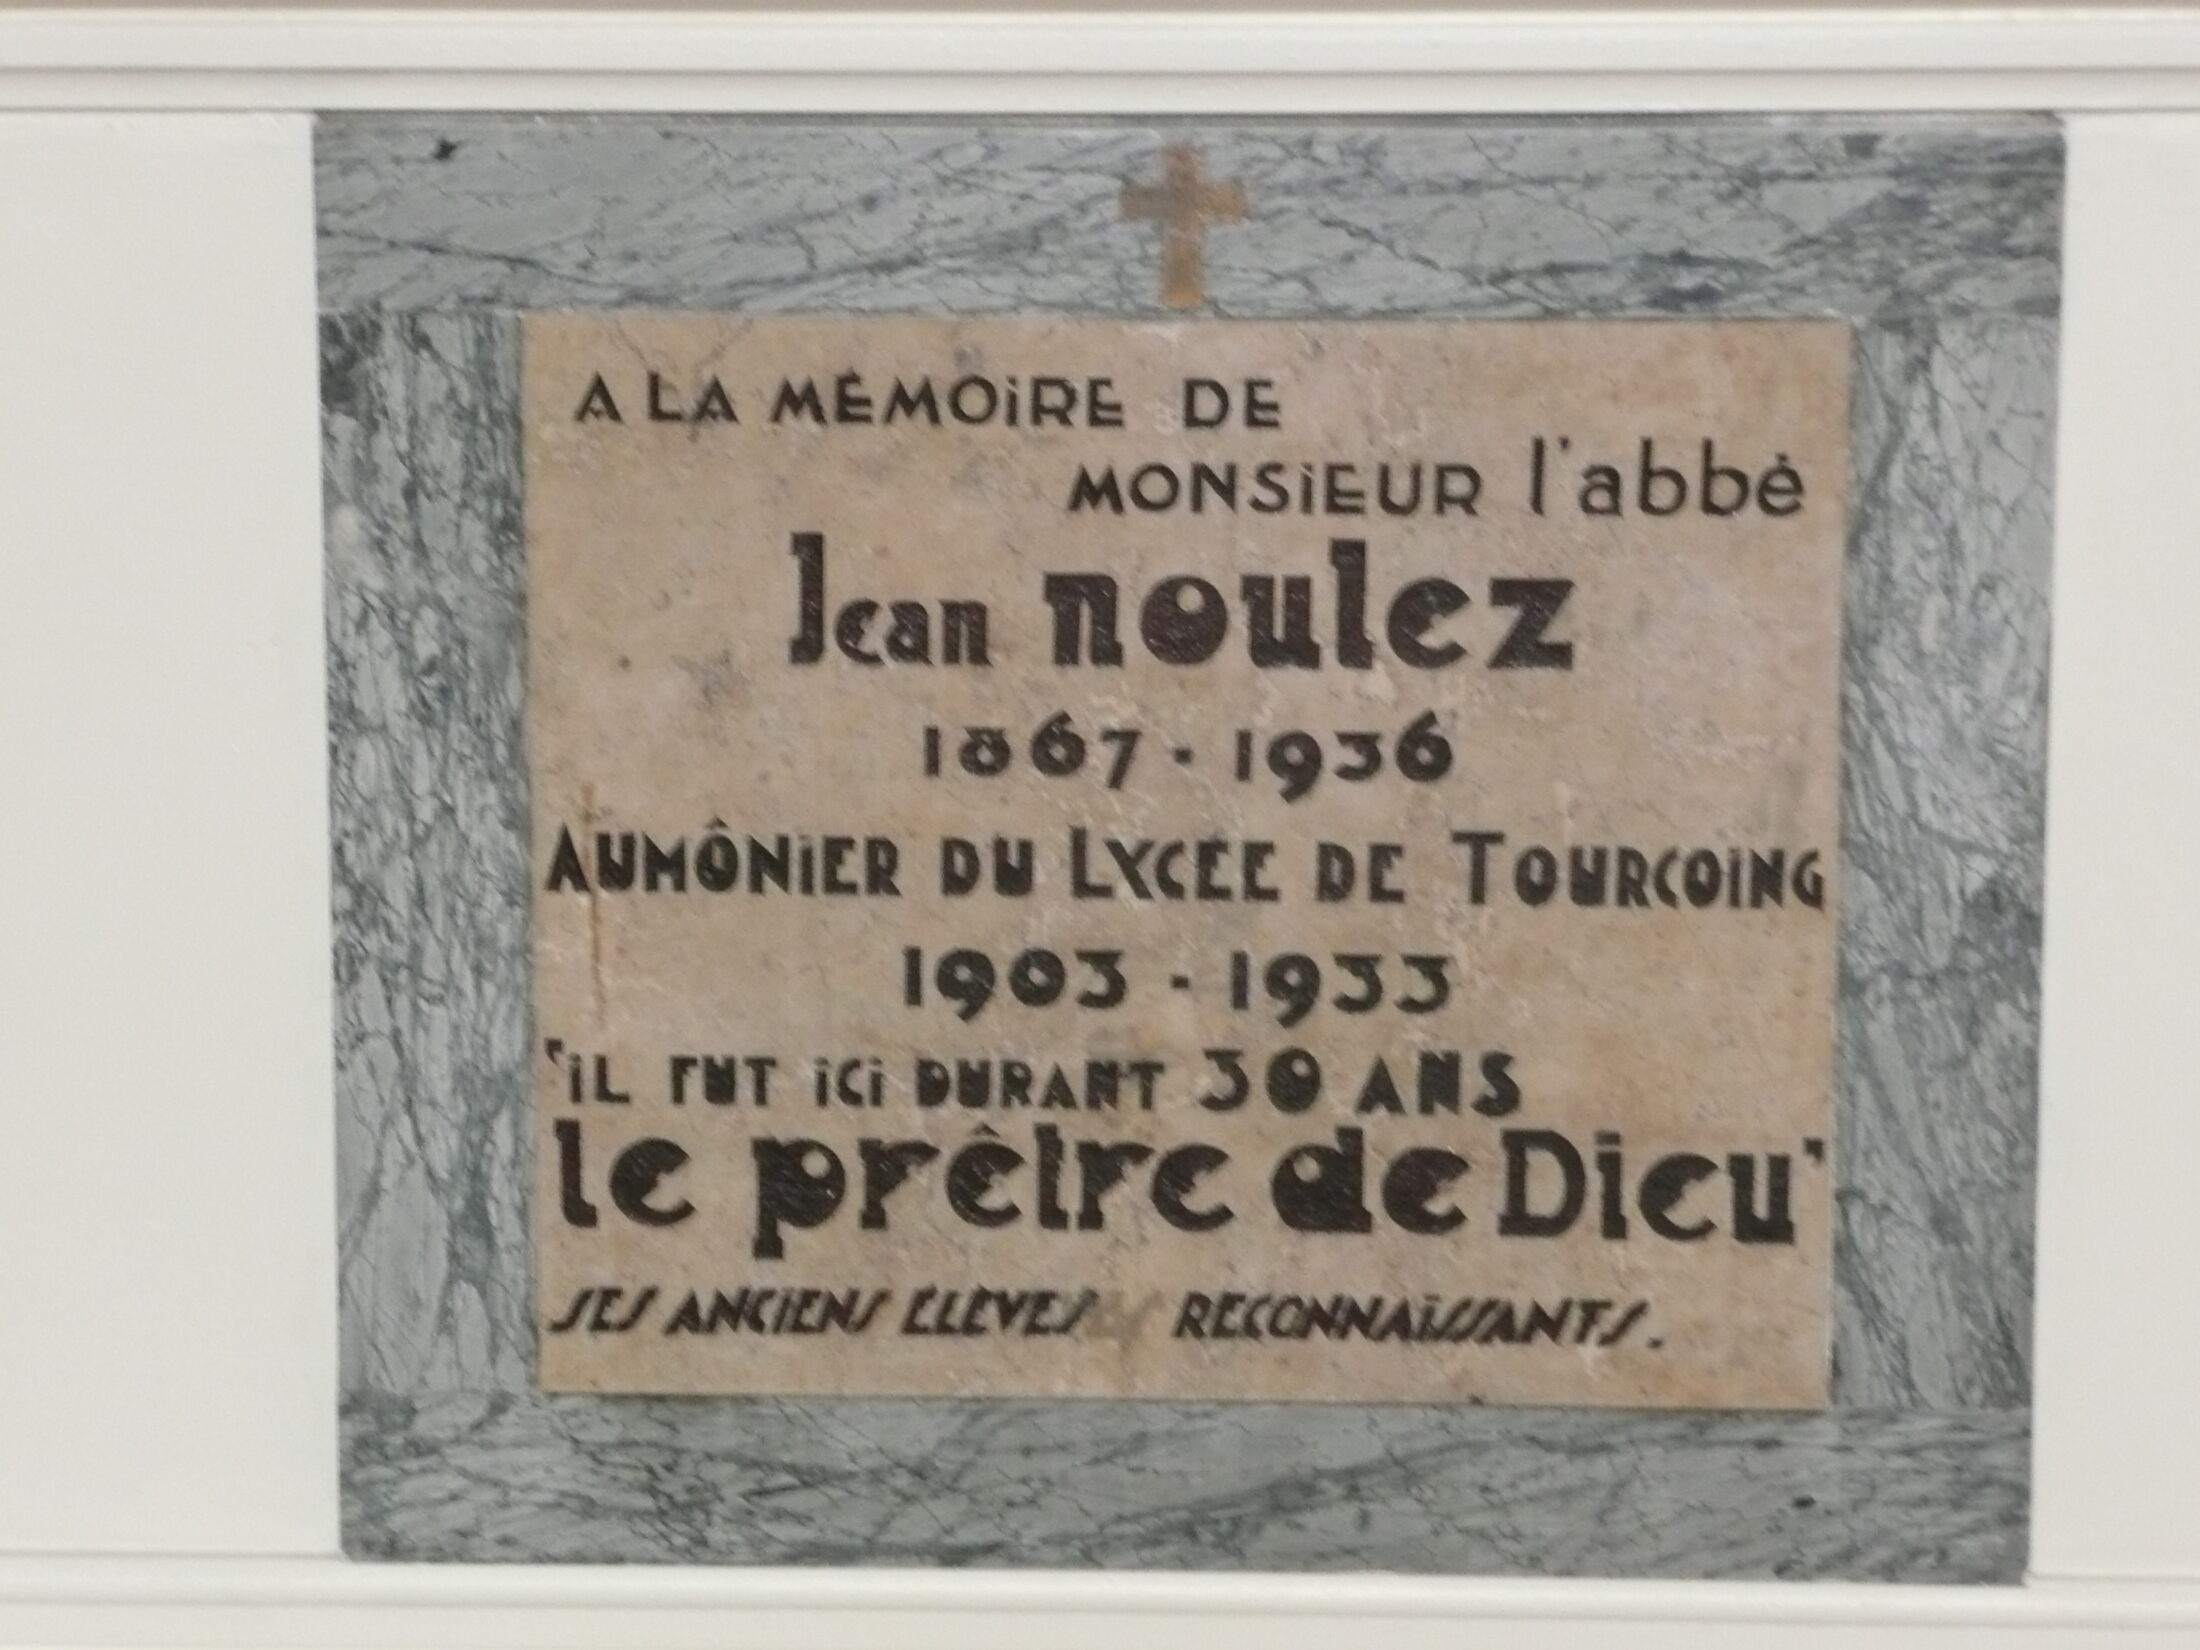 A LA MÉMOIRE DE
MONSIEUR l'abbé
Jean noulez
1867 - 1936
AUMÔNIER DU LYCÉE DE TOURCOING
1903 - 1933
"IL FUT ICI DURANT 30 ANS
le prêtre de Dieu"
SES ANCIENS ÉLÈVES RECONNAISSANTS.